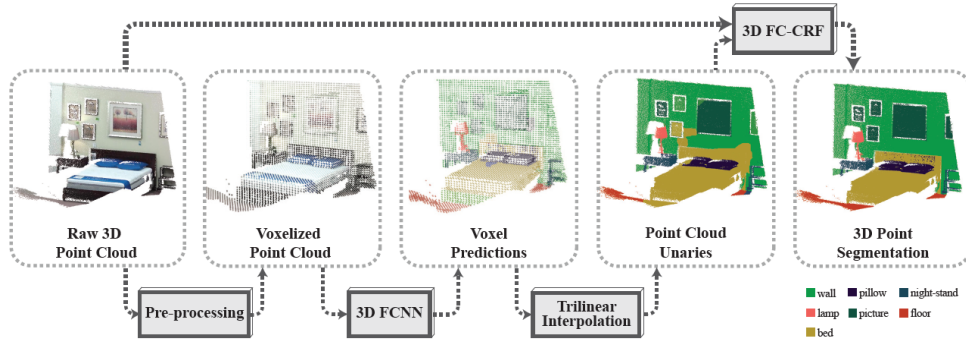 3D FC-CRF
Raw 3D
Point Cloud
Voxelized
Point Cloud
Voxel
Predictions
Point Cloud
Unaries
3D Point
Segmentation
Pre-processing
3D FCNN
Trilinear
Interpolation
wall
pillow
night-stand
lamp
picture
floor
bed